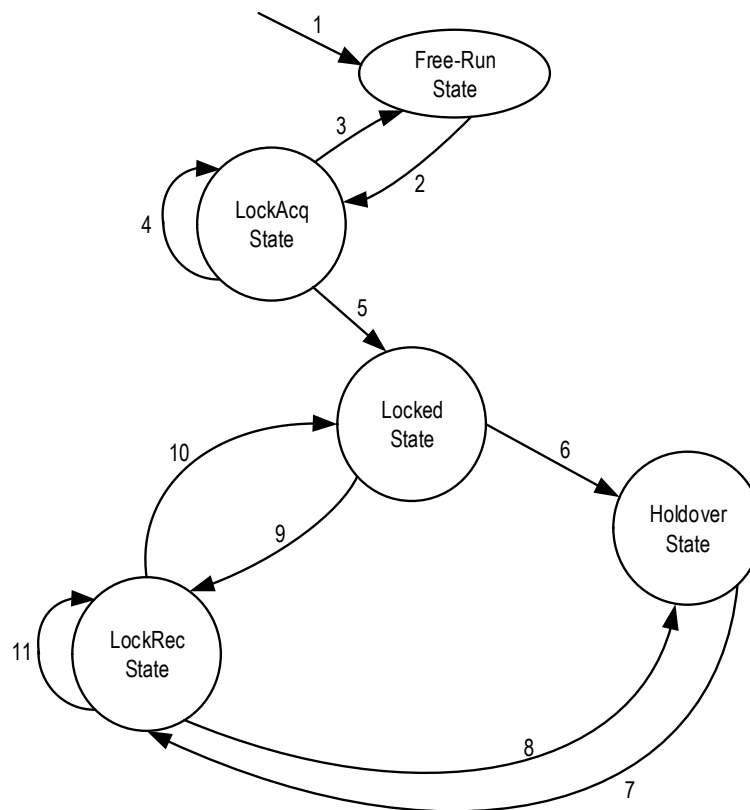 1
Free-Run
State
3
2
4
LockAcq
State
5
Locked
State
10
6
9
Holdover
State
11
LockRec
State
8
7